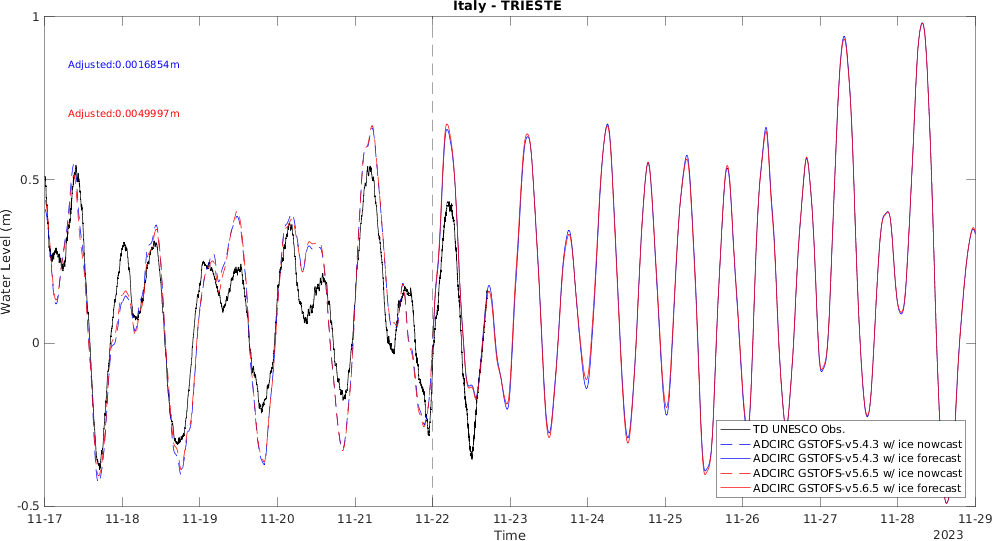 Italy - TRIESTE
Adjusted:0.0016854m
Adjusted:0.0049997m
Water Level (m)
1
0.5
0
-0.5
TD UNESCO Obs.
ADCIRC GSTOFS-v5.4.3 w/ ice nowcast
ADCIRC GSTOFS-v5.4.3 w/ ice forecast
ADCIRC GSTOFS-v5.6.5 w/ ice nowcast
ADCIRC GSTOFS-v5.6.5 w/ ice forecast
11-17 11-18 11-19 11-20 11-21 11-22 11-23 11-24 11-25 11-26 11-27 11-28 11-29
Time
2023